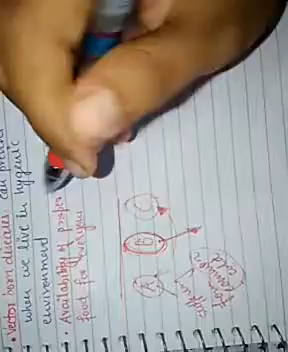 • Vector born diseases can prevent
when we live in hygenic
environment
Availability of proper
food for everyone
A
B
C